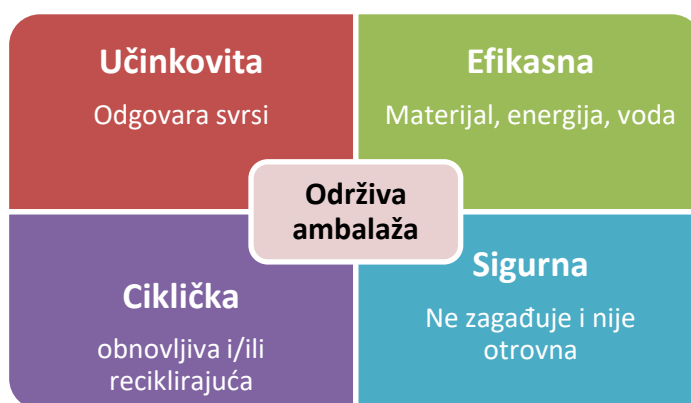 Učinkovita
Odgovara svrsi
Efikasna
Materijal, energija, voda
Održiva
ambalaža
Ciklička
obnovljiva i/ili
reciklirajuća
Sigurna
Ne zagađuje i nije
otrovna